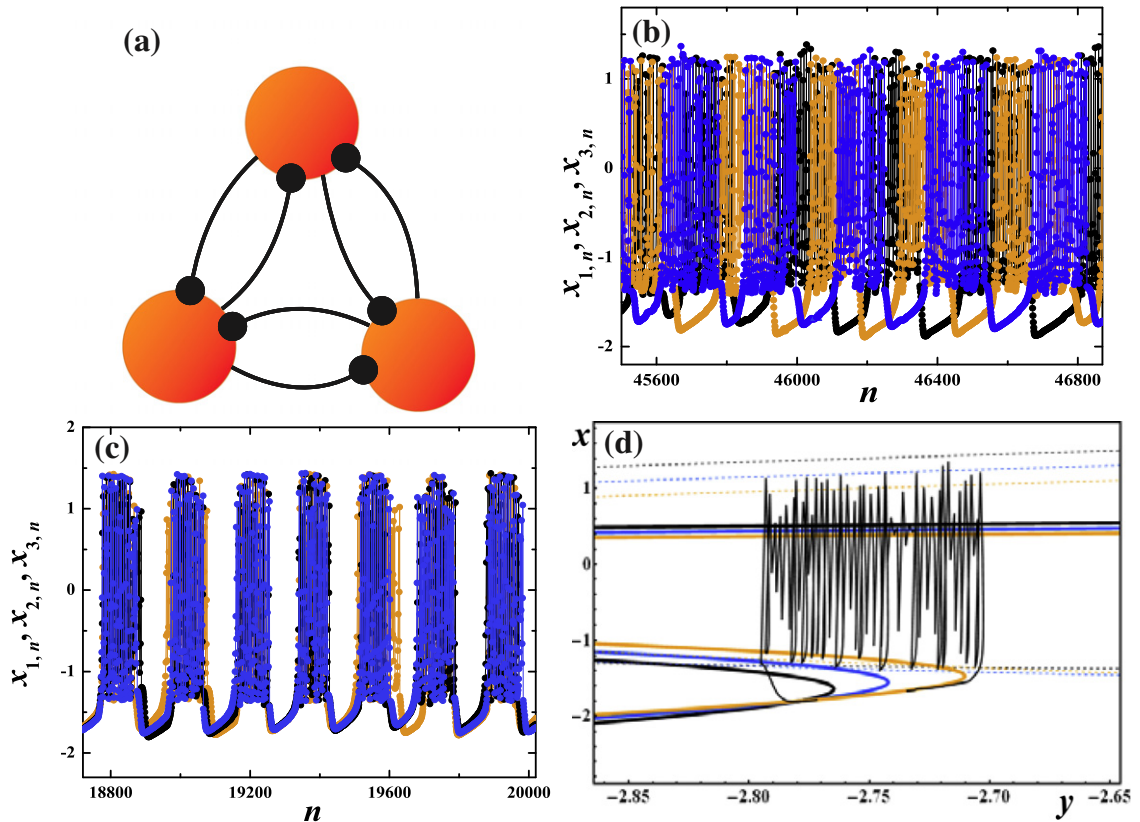 (a)
(b)
x1, n, x2, n, x3, n
1
0
-1
-2
45600
46000
46400
46800
n
(c)
x1, n, x2, n, x3, n
2
1
0
-1
-2
18800
19200
19600
20000
n
(d)
x
1
0
−1
−2
−2.85
−2.80
−2.75
−2.70
−2.65
y